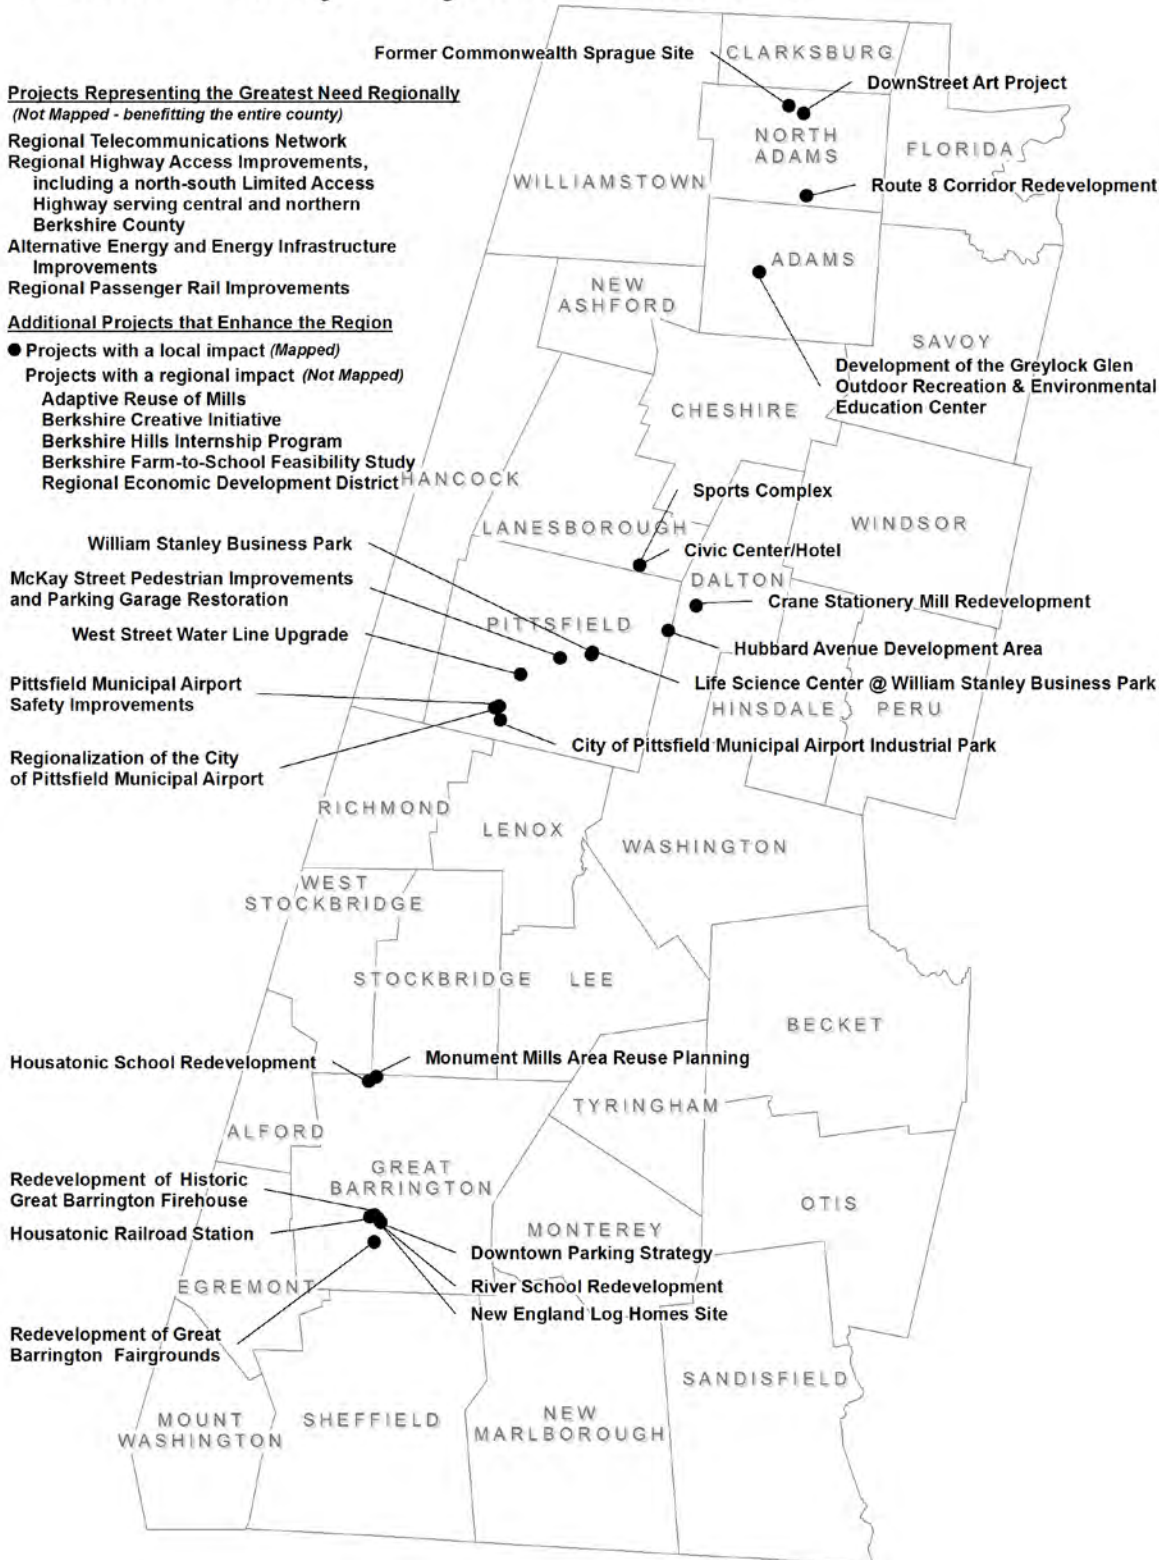 Former Commonwealth Sprague Site
CLARKSBURG
DownStreet Art Project
Projects Representing the Greatest Need Regionally
(Not Mapped - benefitting the entire county)
Regional Telecommunications Network
Regional Highway Access Improvements,
including a north-south Limited Access
Highway serving central and northern
Berkshire County
Alternative Energy and Energy Infrastructure
Improvements
Regional Passenger Rail Improvements
Additional Projects that Enhance the Region
Projects with a local impact (Mapped)
Projects with a regional impact (Not Mapped)
Adaptive Reuse of Mills
Berkshire Creative Initiative
Berkshire Hills Internship Program
Berkshire Farm-to-School Feasibility Study
Regional Economic Development District
NORTH
ADAMS
FLORIDA
WILLIAMSTOWN
Route 8 Corridor Redevelopment
ADAMS
NEW
ASHFORD
SAVOY
Development of the Greylock Glen
Outdoor Recreation & Environmental
Education Center
CHESHIRE
HANCOCK
Sports Complex
LANESBOROUGH
WINDSOR
William Stanley Business Park
Civic Center/Hotel
McKay Street Pedestrian Improvements
and Parking Garage Restoration
DALTON
Crane Stationery Mill Redevelopment
PITTSFIELD
West Street Water Line Upgrade
Hubbard Avenue Development Area
Pittsfield Municipal Airport
Safety Improvements
Life Science Center @ William Stanley Business Park
HINSDALE
PERU
City of Pittsfield Municipal Airport Industrial Park
Regionalization of the City
of Pittsfield Municipal Airport
RICHMOND
LENOX
WASHINGTON
WEST
STOCKBRIDGE
STOCKBRIDGE
LEE
BECKET
Housatonic School Redevelopment
Monument Mills Area Reuse Planning
TYRINGHAM
ALFORD
GREAT
BARRINGTON
Redevelopment of Historic
Great Barrington Firehouse
OTIS
Housatonic Railroad Station
MONTEREY
Downtown Parking Strategy
EGREMONT
River School Redevelopment
New England Log Homes Site
Redevelopment of Great
Barrington Fairgrounds
SANDISFIELD
MOUNT
WASHINGTON
SHEFFIELD
NEW
MARLBOROUGH